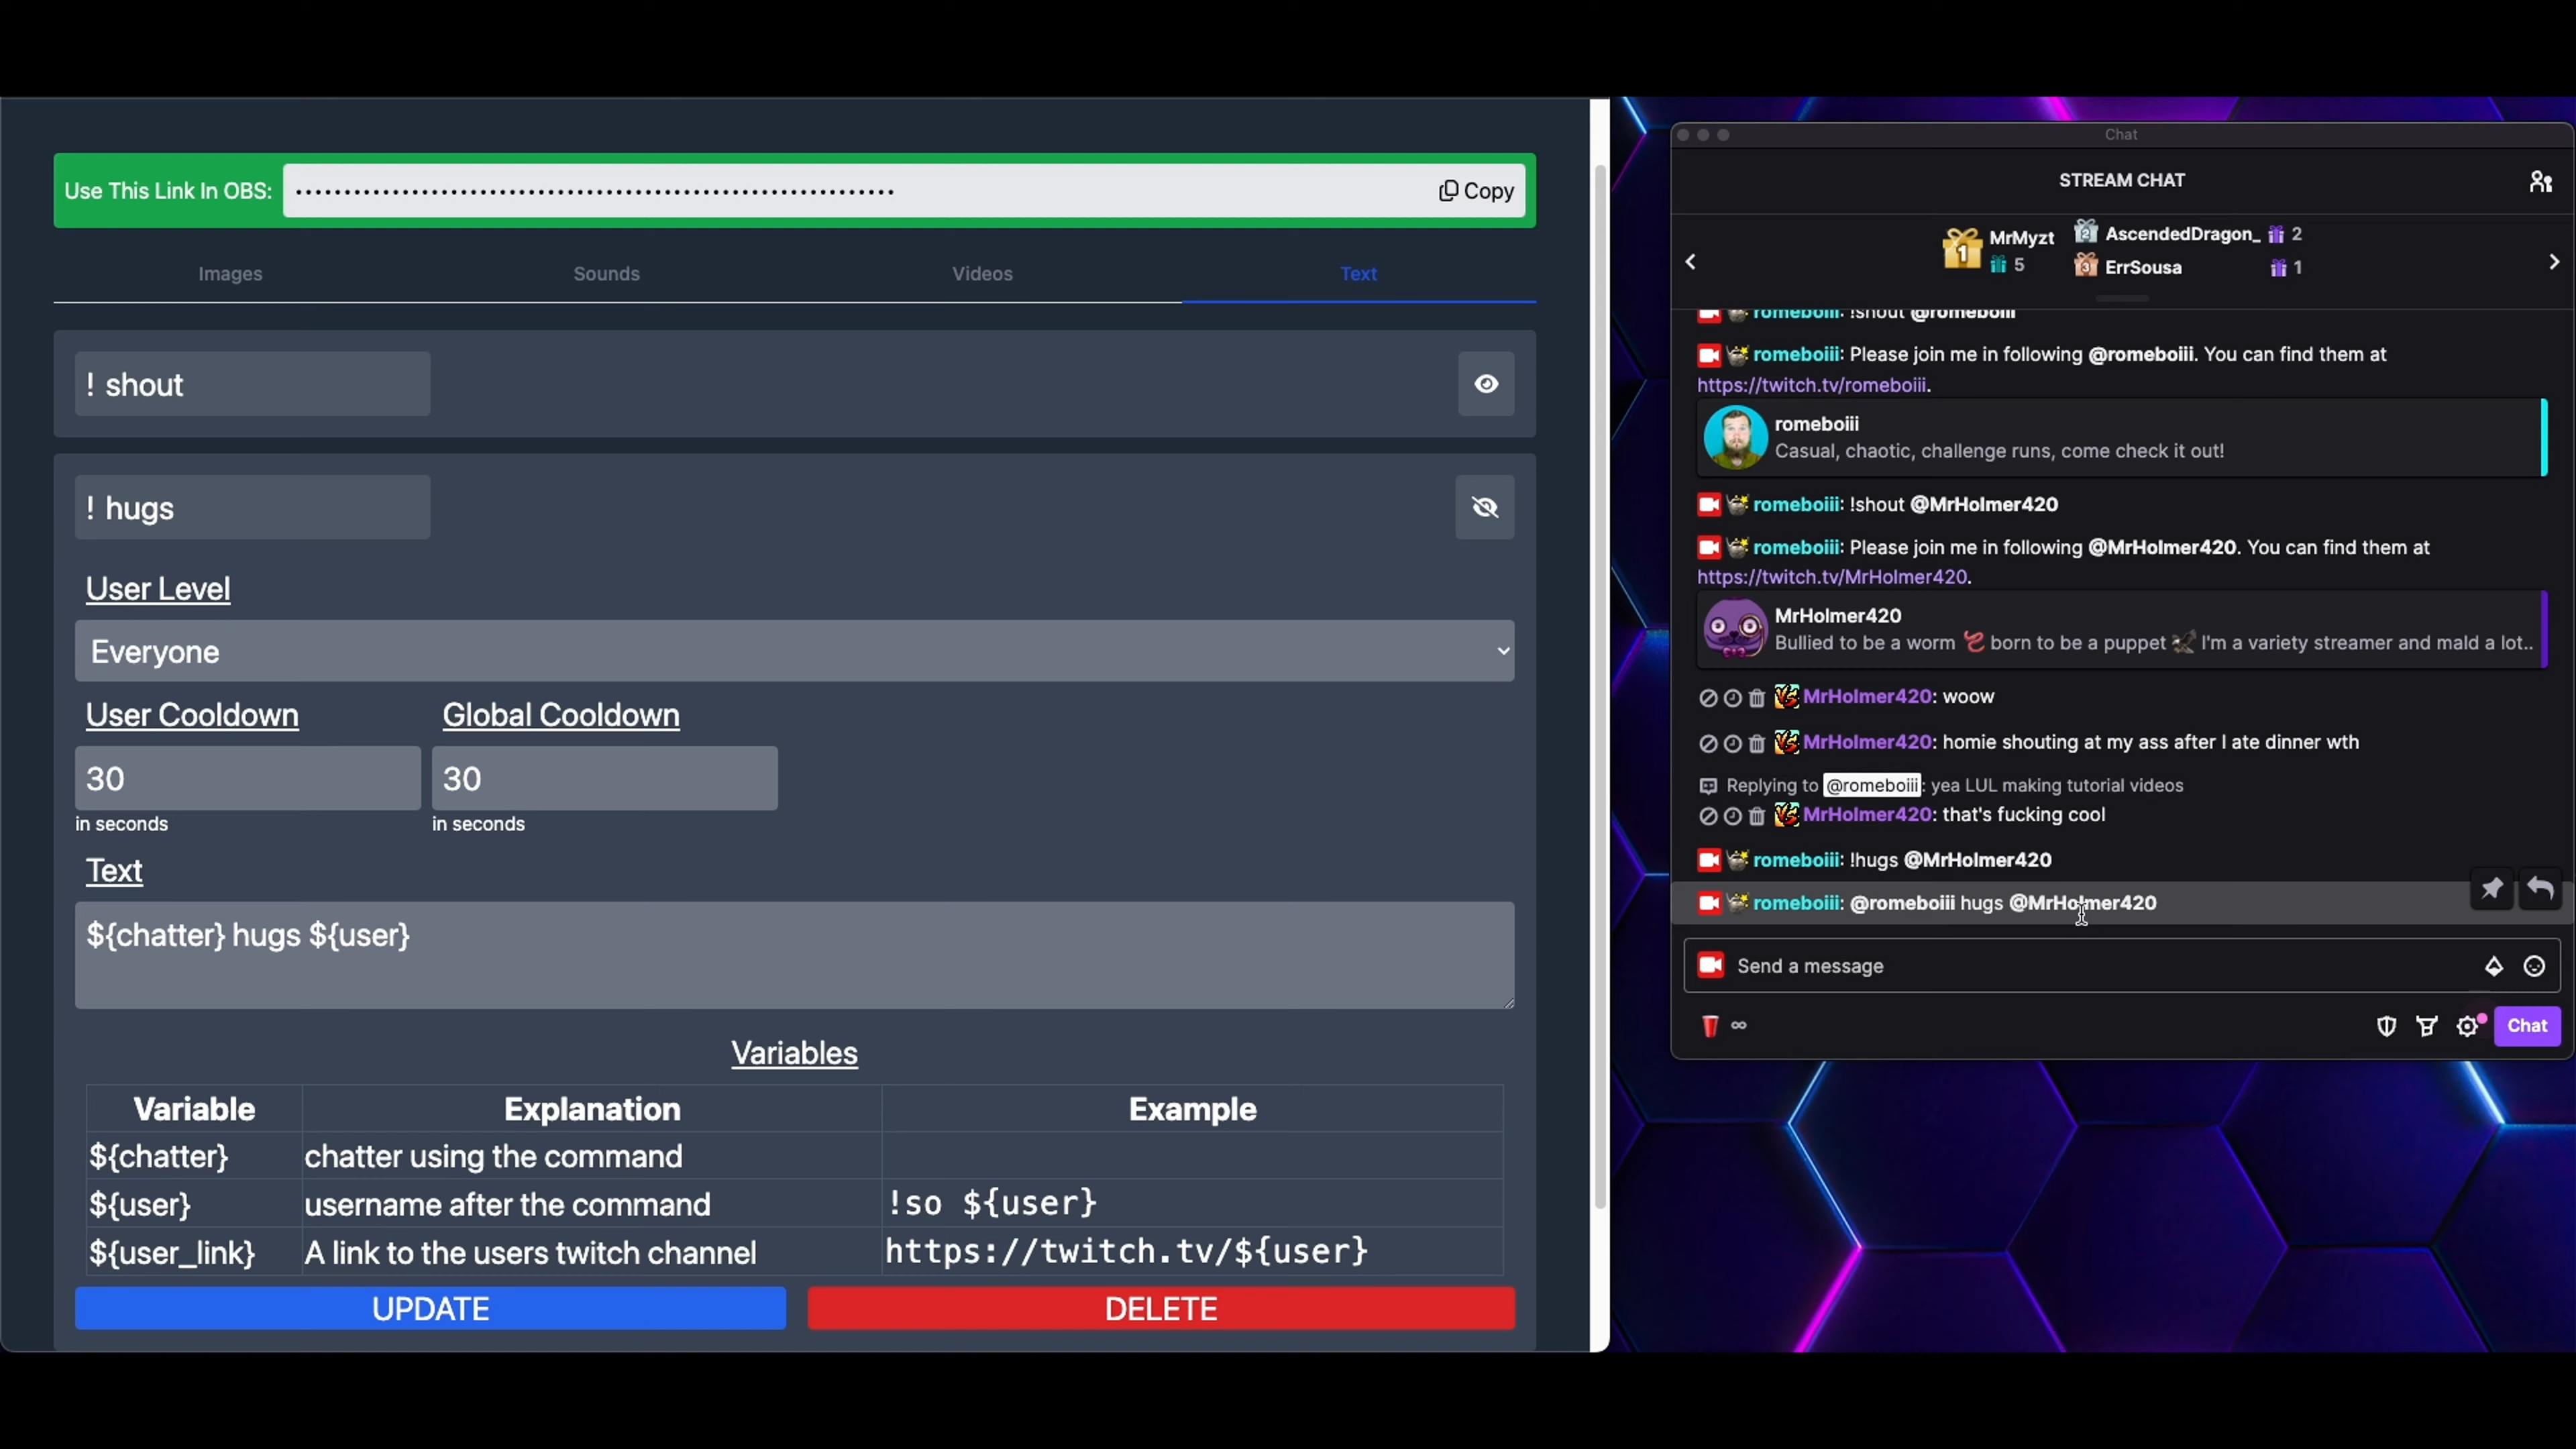 Use This Link In OBS: •••••••••••••••••••••••••••••••••••••••••••••••••••••••••••••• Copy
Images Sounds Videos Text
! shout
! hugs
User Level
Everyone
User Cooldown Global Cooldown
30 30
in seconds in seconds
Text
${chatter} hugs ${user}
Variables
Variable Explanation Example
${chatter} chatter using the command
${user} username after the command !so ${user}
${user_link} A link to the users twitch channel https://twitch.tv/${user}
UPDATE DELETE
Chat
STREAM CHAT
1 MrMyzt 5
2 AscendedDragon_ 2
3 ErrSousa 1
romeboiii: !shout @romeboiii
romeboiii: Please join me in following @romeboiii. You can find them at
https://twitch.tv/romeboiii.
romeboiii
Casual, chaotic, challenge runs, come check it out!
romeboiii: !shout @MrHolmer420
romeboiii: Please join me in following @MrHolmer420. You can find them at
https://twitch.tv/MrHolmer420.
MrHolmer420
Bullied to be a worm 🪱 born to be a puppet I'm a variety streamer and mald a lot..
MrHolmer420: woow
MrHolmer420: homie shouting at my ass after I ate dinner wth
Replying to @romeboiii: yea LUL making tutorial videos
MrHolmer420: that's fucking cool
romeboiii: !hugs @MrHolmer420
romeboiii: @romeboiii hugs @MrHolmer420
Send a message
∞ Chat